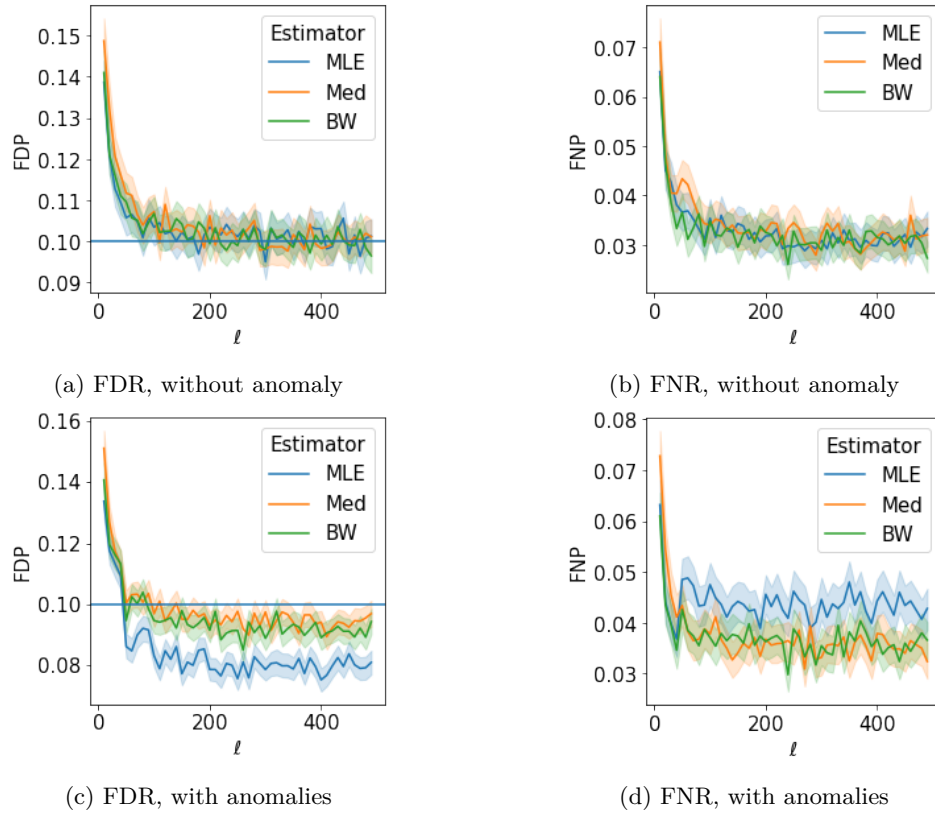 0.15
0.14
0.13
0.12
0.11
0.10
0.09
FDP
Estimator
MLE
Med
BW
0
200
400
ℓ
(a) FDR, without anomaly
0.07
0.06
0.05
0.04
0.03
FNP
MLE
Med
BW
0
200
400
ℓ
(b) FNR, without anomaly
0.16
0.14
0.12
0.10
0.08
FDP
Estimator
MLE
Med
BW
0
200
400
ℓ
(c) FDR, with anomalies
0.08
0.07
0.06
0.05
0.04
0.03
FNP
Estimator
MLE
Med
BW
0
200
400
ℓ
(d) FNR, with anomalies